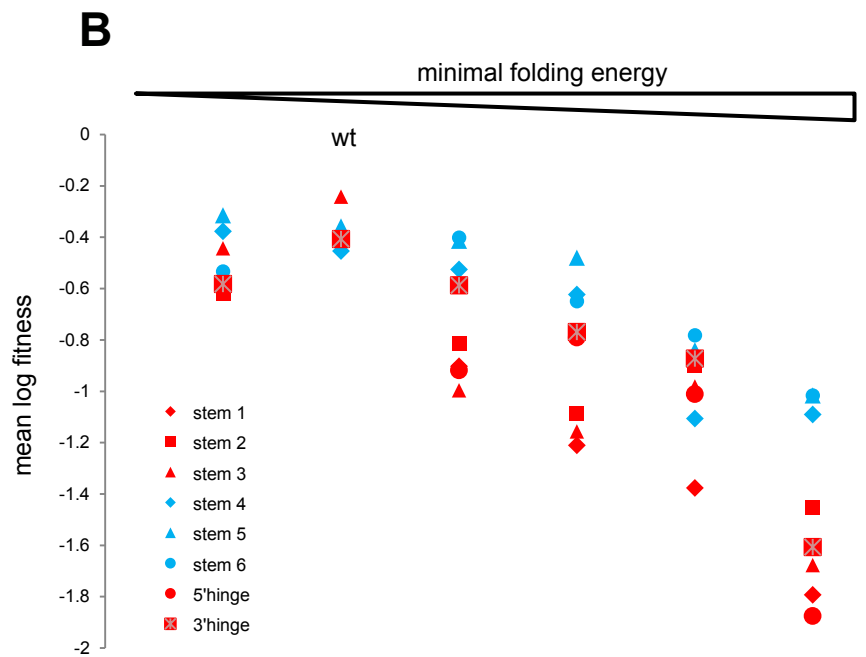 B
minimal folding energy
wt
0
-0.2
-0.4
-0.6
-0.8
-1
-1.2
-1.4
-1.6
-1.8
-2
mean log fitness
stem 1
stem 2
stem 3
stem 4
stem 5
stem 6
5'hinge
3'hinge